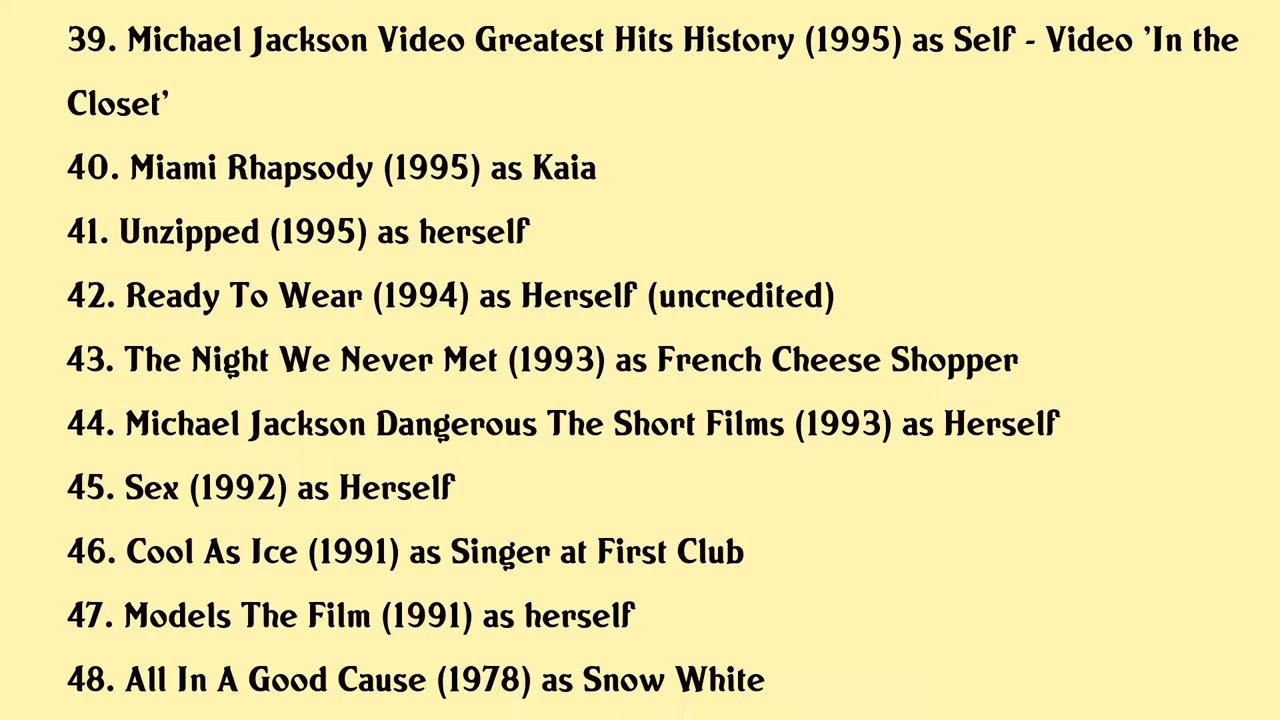 39. Michael Jackson Video Greatest Hits History (1995) as Self - Video 'In the
Closet'
40. Miami Rhapsody (1995) as Kaia
41. Unzipped (1995) as herself
42. Ready To Wear (1994) as Herself (uncredited)
43. The Night We Never Met (1993) as French Cheese Shopper
44. Michael Jackson Dangerous The Short Films (1993) as Herself
45. Sex (1992) as Herself
46. Cool As Ice (1991) as Singer at First Club
47. Models The Film (1991) as herself
48. All In A Good Cause (1978) as Snow White